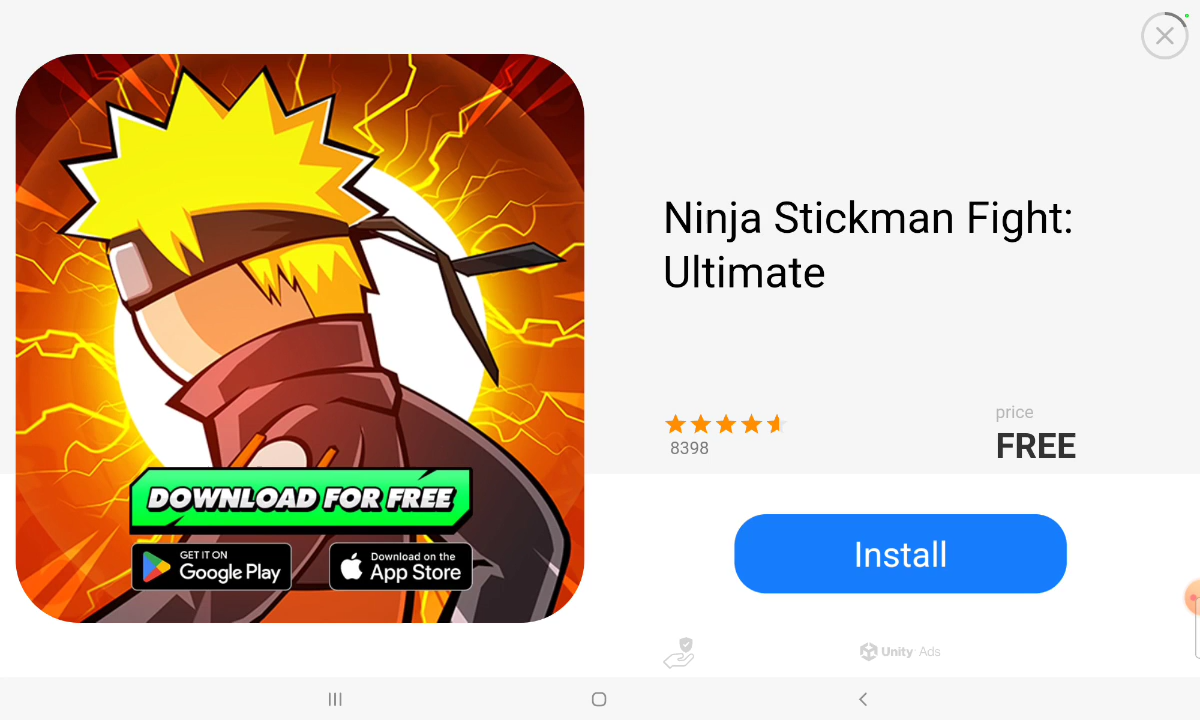 Ninja Stickman Fight:
Ultimate
8398
price
FREE
DOWNLOAD FOR FREE
GET IT ON
Google Play
Download on the
App Store
Install
Unity Ads